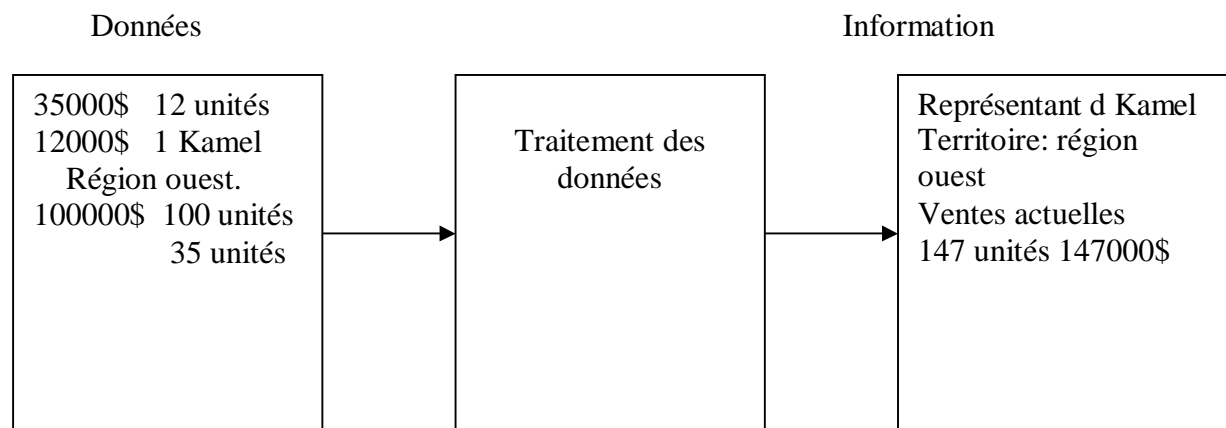 Données
Information
35000$ 12 unités
12000$ 1 Kamel
Région ouest.
100000$ 100 unités
35 unités
Traitement des
données
Représentant d Kamel
Territoire: région
ouest
Ventes actuelles
147 unités 147000$